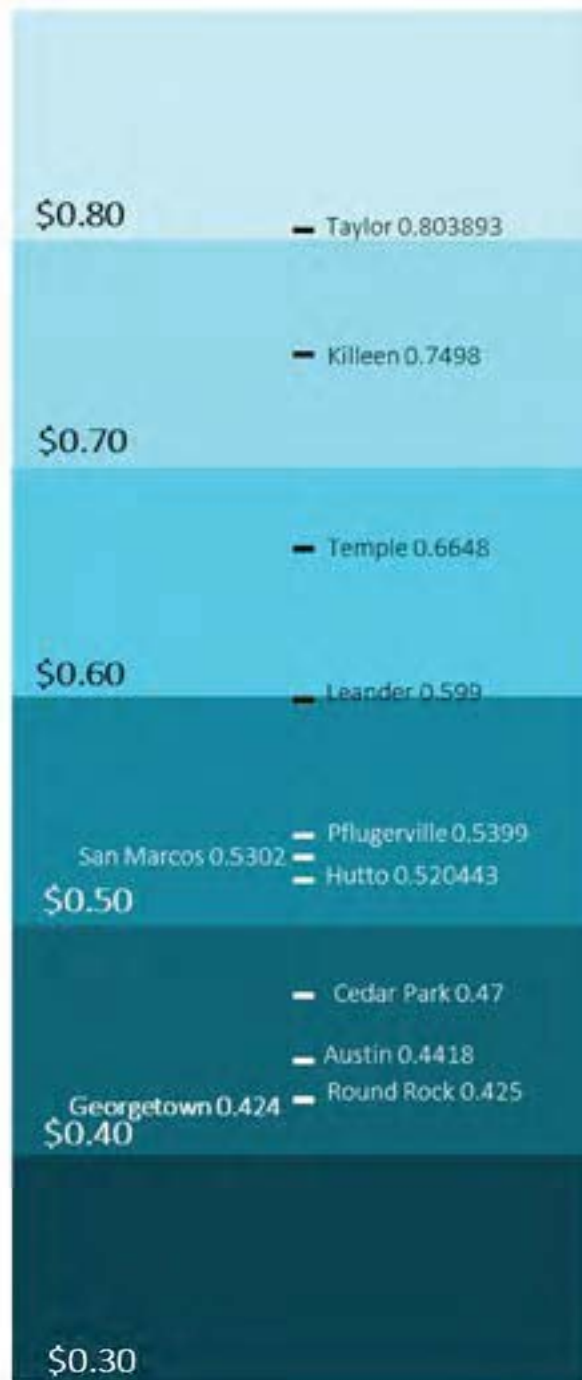 $0.80
Taylor 0.803893
Killeen 0.7498
$0.70
Temple 0.6648
$0.60
Leander 0.599
Pflugerville 0.5399
San Marcos 0.5302
Hutto 0.520443
$0.50
Cedar Park 0.47
Austin 0.4418
Round Rock 0.425
Georgetown 0.424
$0.40
$0.30